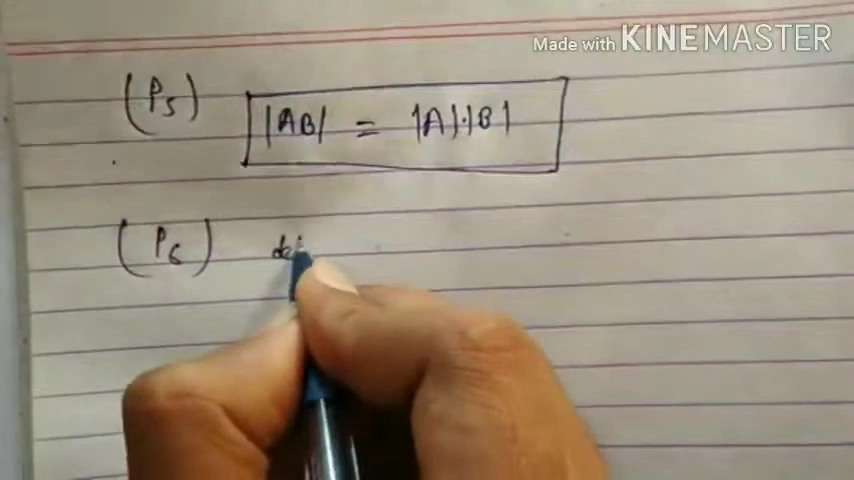 Made with KINEMASTER
(P5) |AB| = |A|.|B|
(P6)